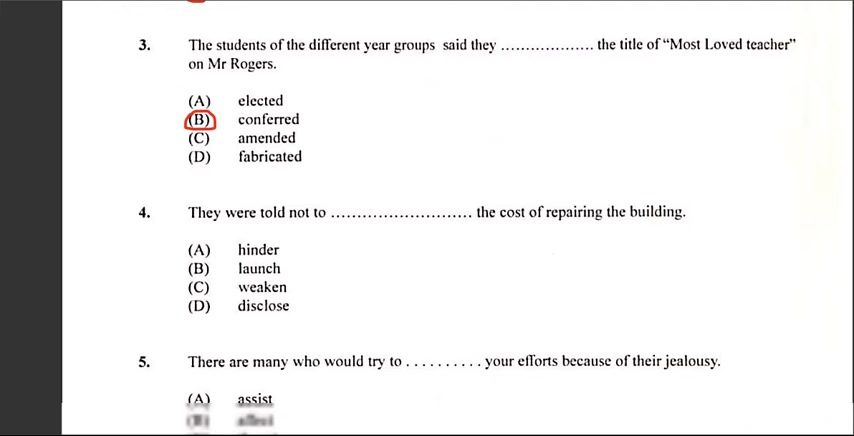 3. The students of the different year groups said they .................. the title of “Most Loved teacher”
on Mr Rogers.
(A) elected
(B) conferred
(C) amended
(D) fabricated
4. They were told not to ........................... the cost of repairing the building.
(A) hinder
(B) launch
(C) weaken
(D) disclose
5. There are many who would try to . . . . . . . . . . your efforts because of their jealousy.
(A) assist